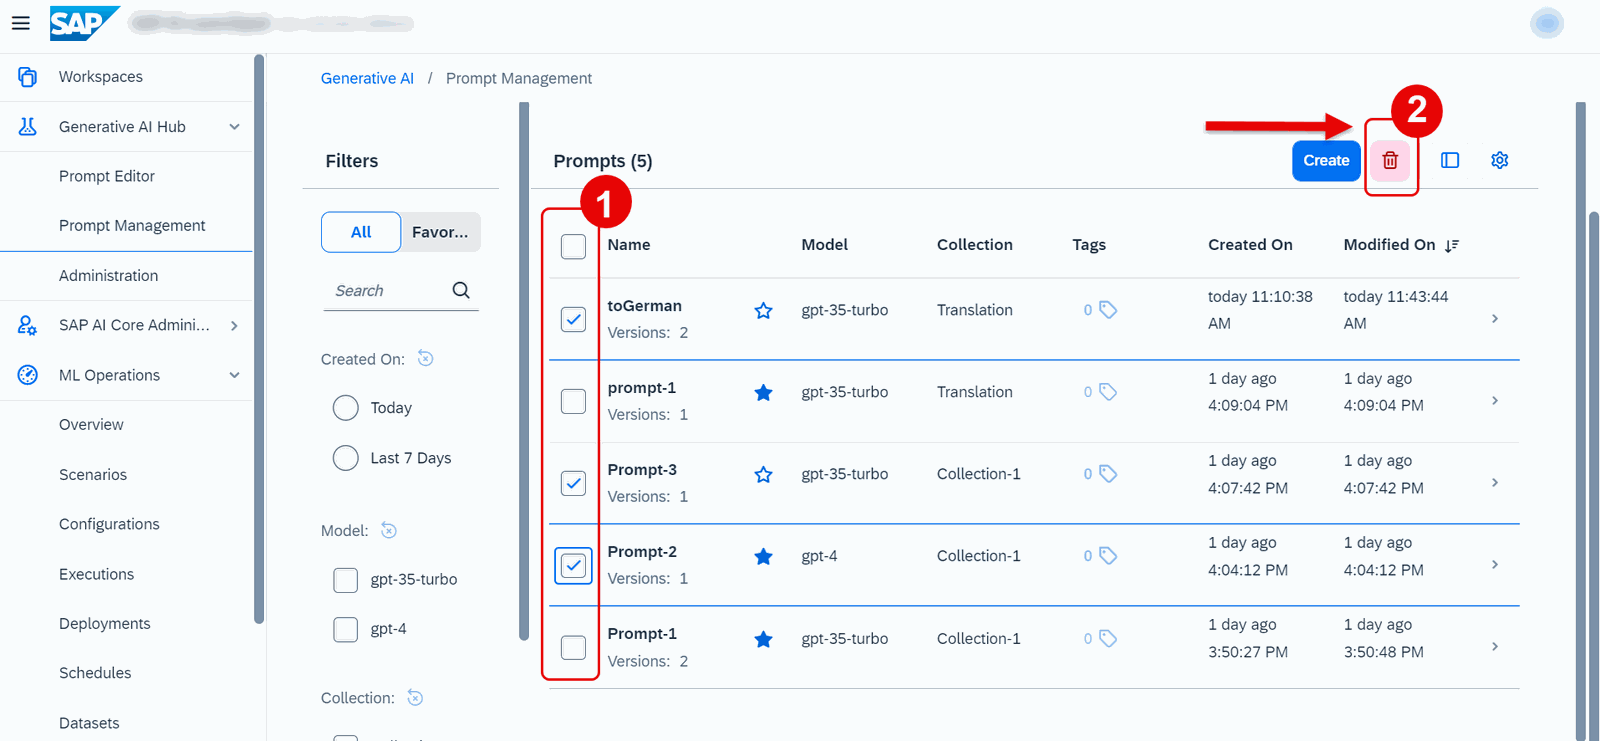 SAP
Workspaces
Generative AI Hub
Prompt Editor
Prompt Management
Administration
SAP AI Core Admini...
ML Operations
Overview
Scenarios
Configurations
Executions
Deployments
Schedules
Datasets
Generative AI / Prompt Management
Filters
All Favor...
Search
Created On:
Today
Last 7 Days
Model:
gpt-35-turbo
gpt-4
Collection:
Prompts (5)
Create
2
1
Name Model Collection Tags Created On Modified On
toGerman gpt-35-turbo Translation 0 today 11:10:38 today 11:43:44
Versions: 2 AM AM
prompt-1 gpt-35-turbo Translation 0 1 day ago 1 day ago
Versions: 1 4:09:04 PM 4:09:04 PM
Prompt-3 gpt-35-turbo Collection-1 0 1 day ago 1 day ago
Versions: 1 4:07:42 PM 4:07:42 PM
Prompt-2 gpt-4 Collection-1 0 1 day ago 1 day ago
Versions: 1 4:04:12 PM 4:04:12 PM
Prompt-1 gpt-35-turbo Collection-1 0 1 day ago 1 day ago
Versions: 2 3:50:27 PM 3:50:48 PM